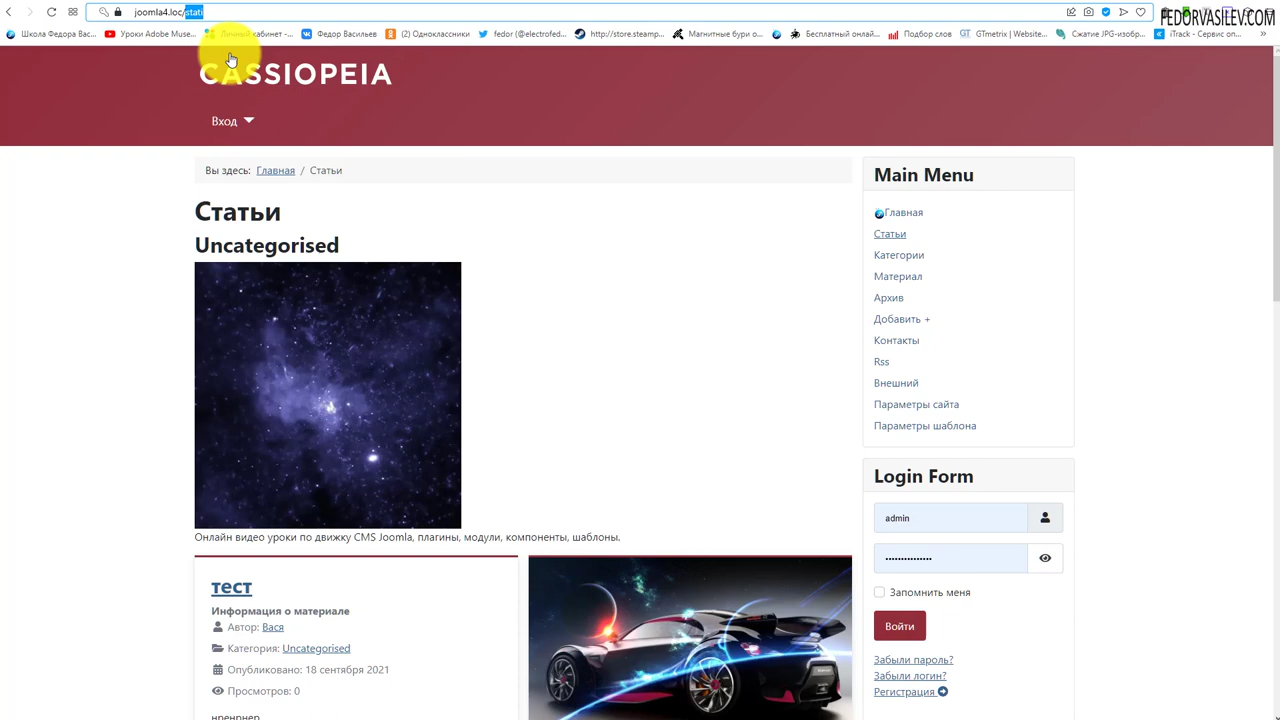 joomla4.loc/stati
FEDORVASILEV.COM
Школа Федора Вас... Уроки Adobe Muse... Личный кабинет -... Федор Васильев (2) Одноклассники fedor (@electrofed... http://store.steamp... Магнитные бури о... Бесплатный онлай... Подбор слов GTmetrix | Website... Сжатие JPG-изобр... iTrack - Сервис оп... »
CASSIOPEIA
Вход
Вы здесь: Главная / Статьи
Статьи
Uncategorised
Онлайн видео уроки по движку CMS Joomla, плагины, модули, компоненты, шаблоны.
тест
Информация о материале
Автор: Вася
Категория: Uncategorised
Опубликовано: 18 сентября 2021
Просмотров: 0
Main Menu
Главная
Статьи
Категории
Материал
Архив
Добавить +
Контакты
Rss
Внешний
Параметры сайта
Параметры шаблона
Login Form
admin
•••••••••••••••
Запомнить меня
Войти
Забыли пароль?
Забыли логин?
Регистрация